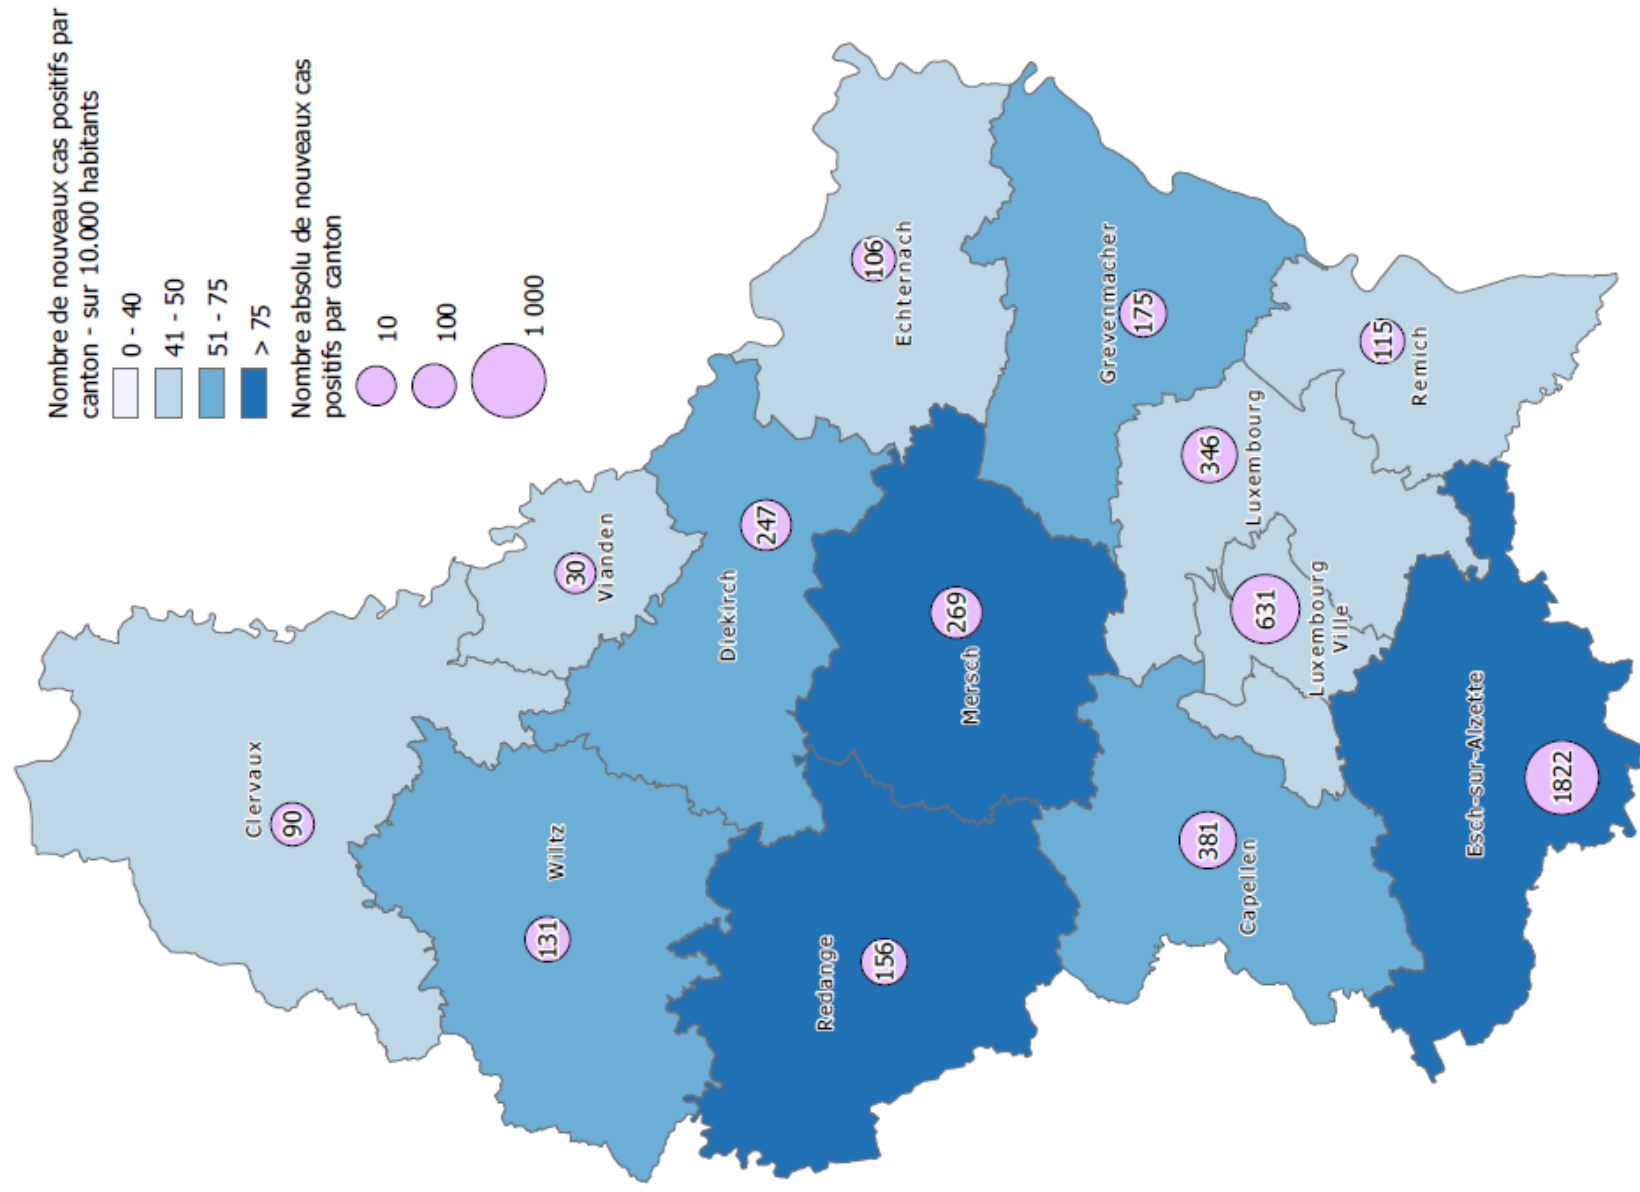 Nombre de nouveaux cas positifs par
canton - sur 10.000 habitants
0 - 40
41 - 50
51 - 75
> 75
Nombre absolu de nouveaux cas
positifs par canton
10
100
1 000
Clervaux
90
Wiltz
131
30
Vianden
Diekirch
247
106
Echternach
Redange
156
269
Mersch
Grevenmacher
175
381
Capellen
346
Luxembourg
631
Luxembourg
Ville
115
Remich
Esch-sur-Alzette
1822